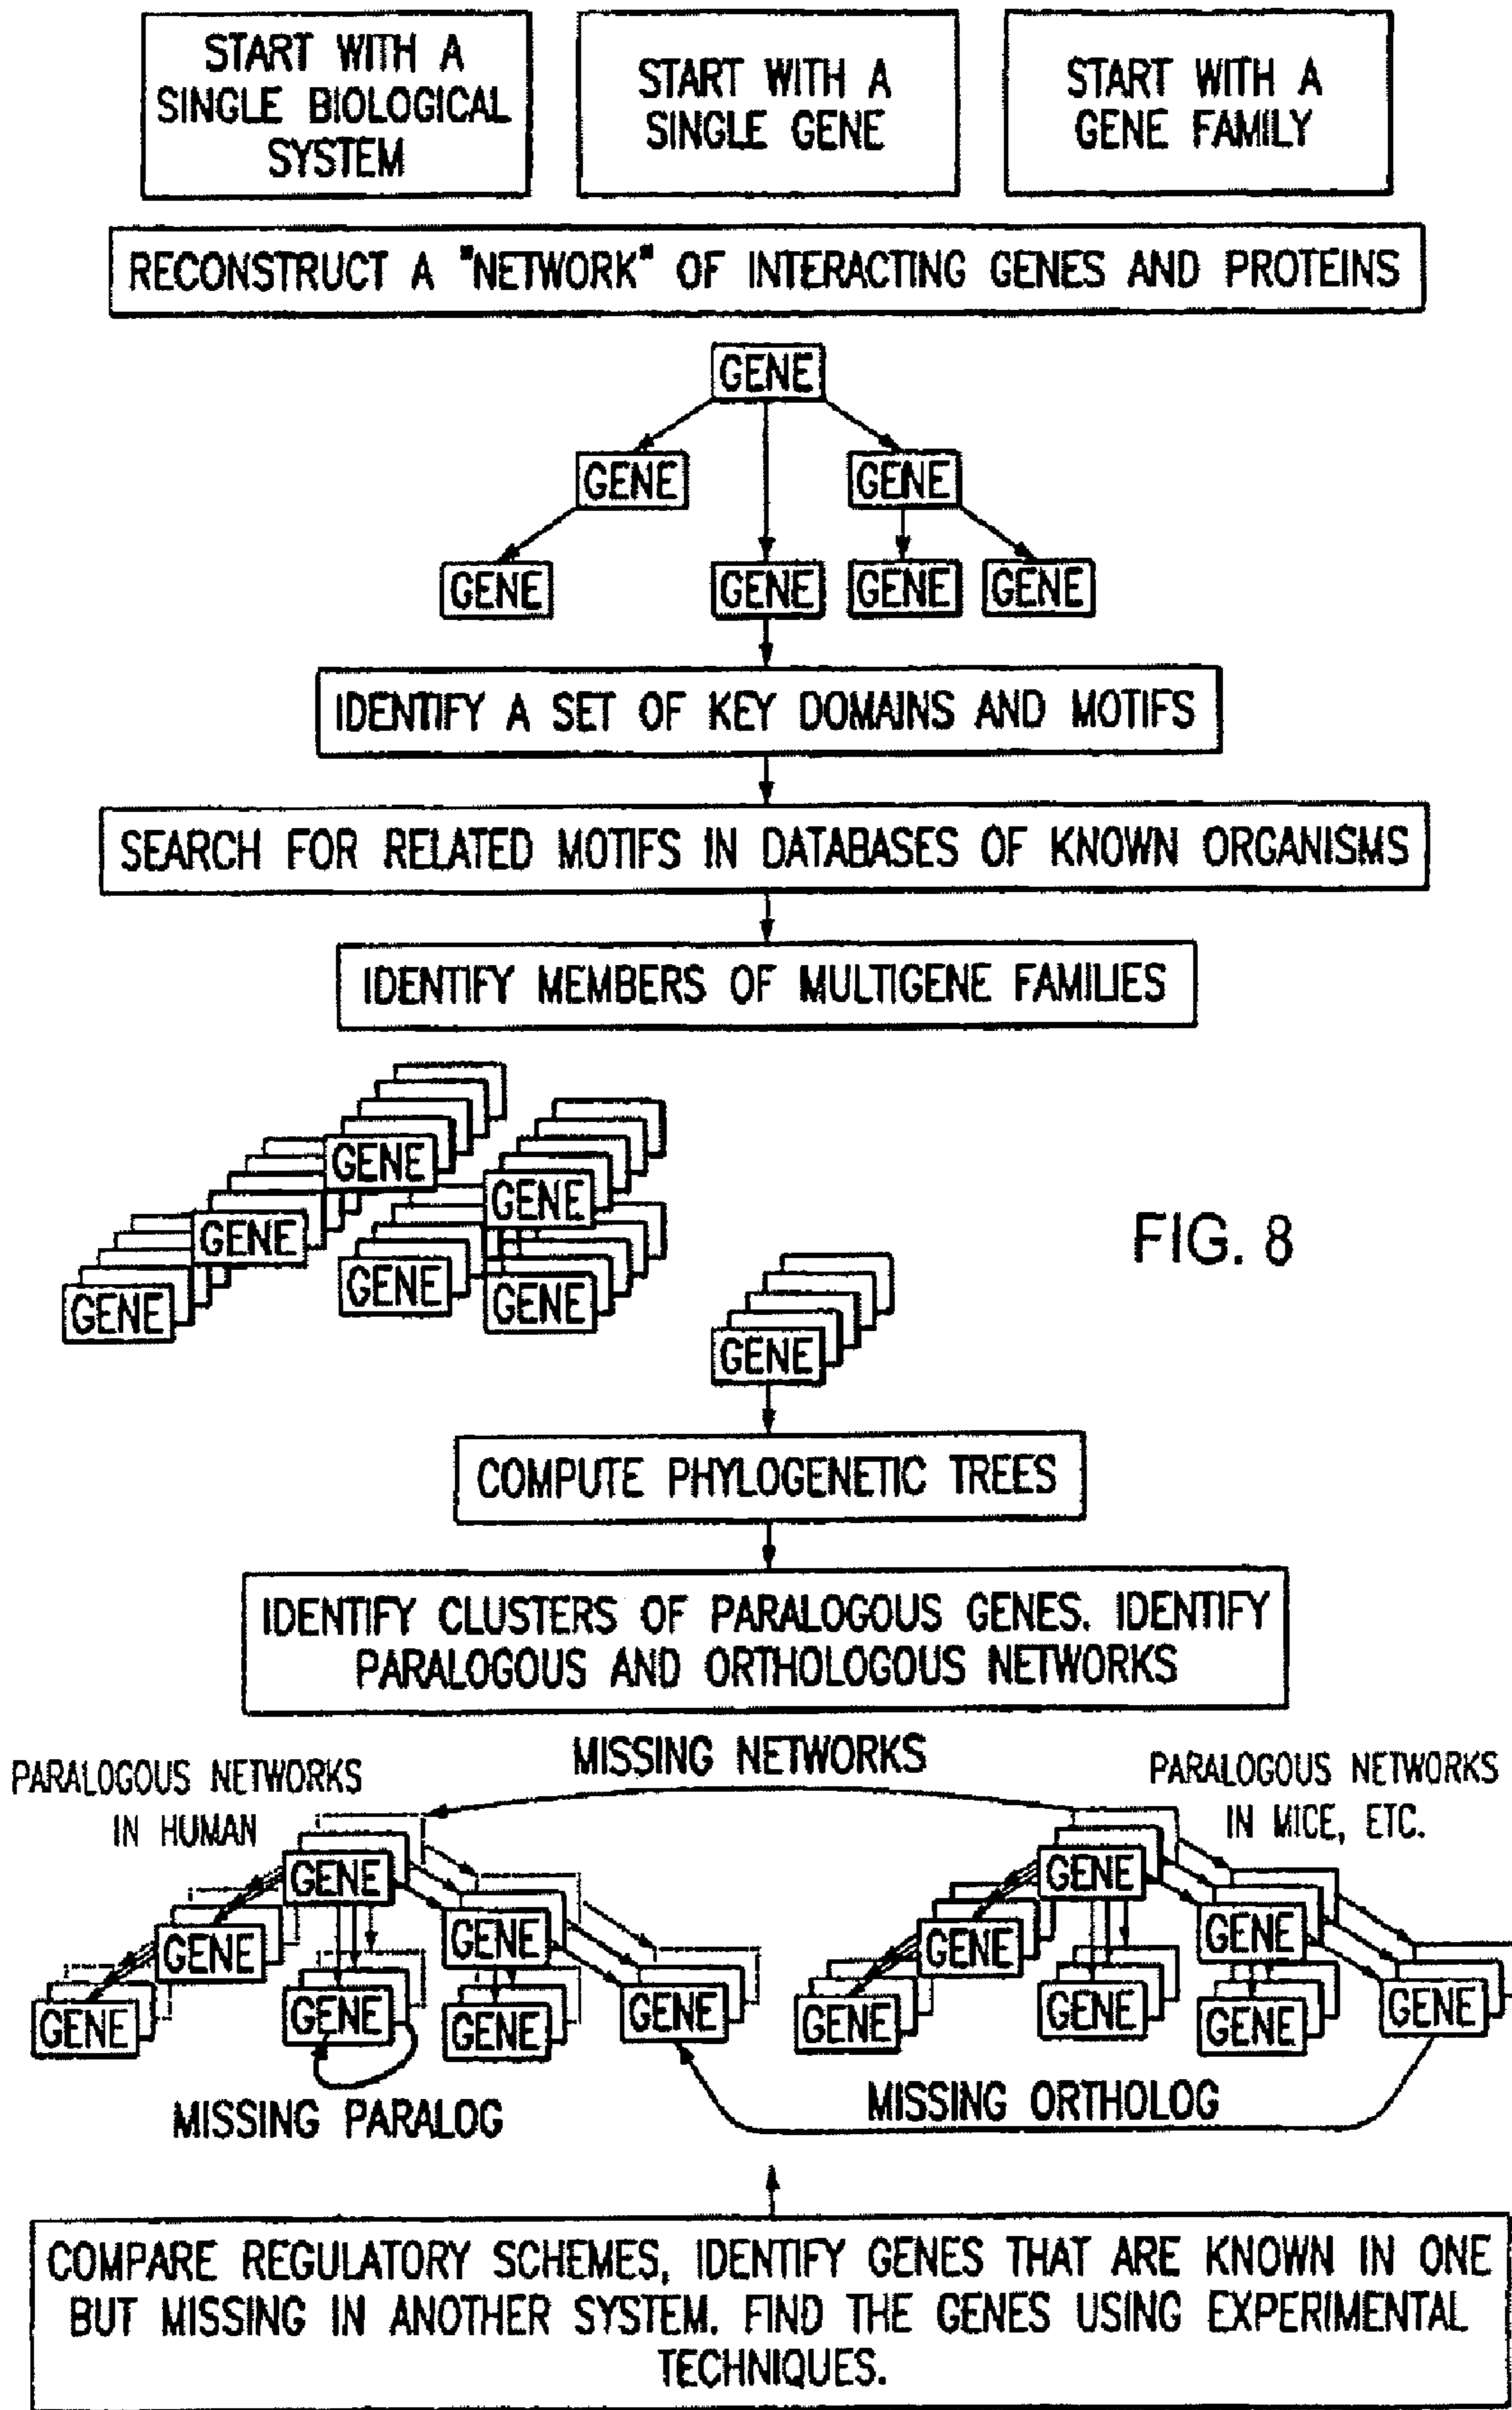 START WITH A
SINGLE BIOLOGICAL
SYSTEM
START WITH A
SINGLE GENE
START WITH A
GENE FAMILY
RECONSTRUCT A "NETWORK" OF INTERACTING GENES AND PROTEINS
GENE
GENE
GENE
GENE
GENE
GENE
GENE
IDENTIFY A SET OF KEY DOMAINS AND MOTIFS
SEARCH FOR RELATED MOTIFS IN DATABASES OF KNOWN ORGANISMS
IDENTIFY MEMBERS OF MULTIGENE FAMILIES
GENE
GENE
GENE
GENE
GENE
GENE
GENE
FIG. 8
COMPUTE PHYLOGENETIC TREES
IDENTIFY CLUSTERS OF PARALOGOUS GENES. IDENTIFY
PARALOGOUS AND ORTHOLOGOUS NETWORKS
MISSING NETWORKS
PARALOGOUS NETWORKS
IN HUMAN
PARALOGOUS NETWORKS
IN MICE, ETC.
GENE
GENE
GENE
GENE
GENE
GENE
GENE
GENE
GENE
GENE
GENE
GENE
GENE
GENE
MISSING PARALOG
MISSING ORTHOLOG
COMPARE REGULATORY SCHEMES, IDENTIFY GENES THAT ARE KNOWN IN ONE
BUT MISSING IN ANOTHER SYSTEM. FIND THE GENES USING EXPERIMENTAL
TECHNIQUES.